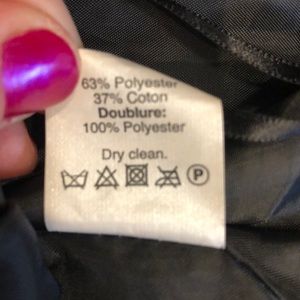 63% Polyester
37% Coton
Doublure:
100% Polyester
Dry clean.
P